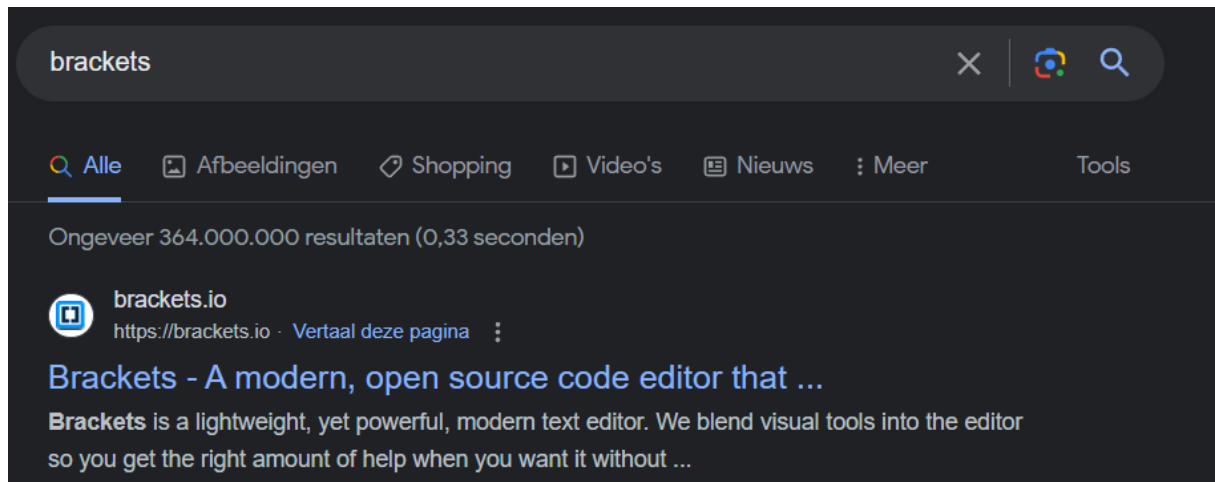 brackets
Alle Afbeeldingen Shopping Video's Nieuws Meer Tools
Ongeveer 364.000.000 resultaten (0,33 seconden)
brackets.io
https://brackets.io · Vertaal deze pagina
Brackets - A modern, open source code editor that ...
Brackets is a lightweight, yet powerful, modern text editor. We blend visual tools into the editor
so you get the right amount of help when you want it without ...